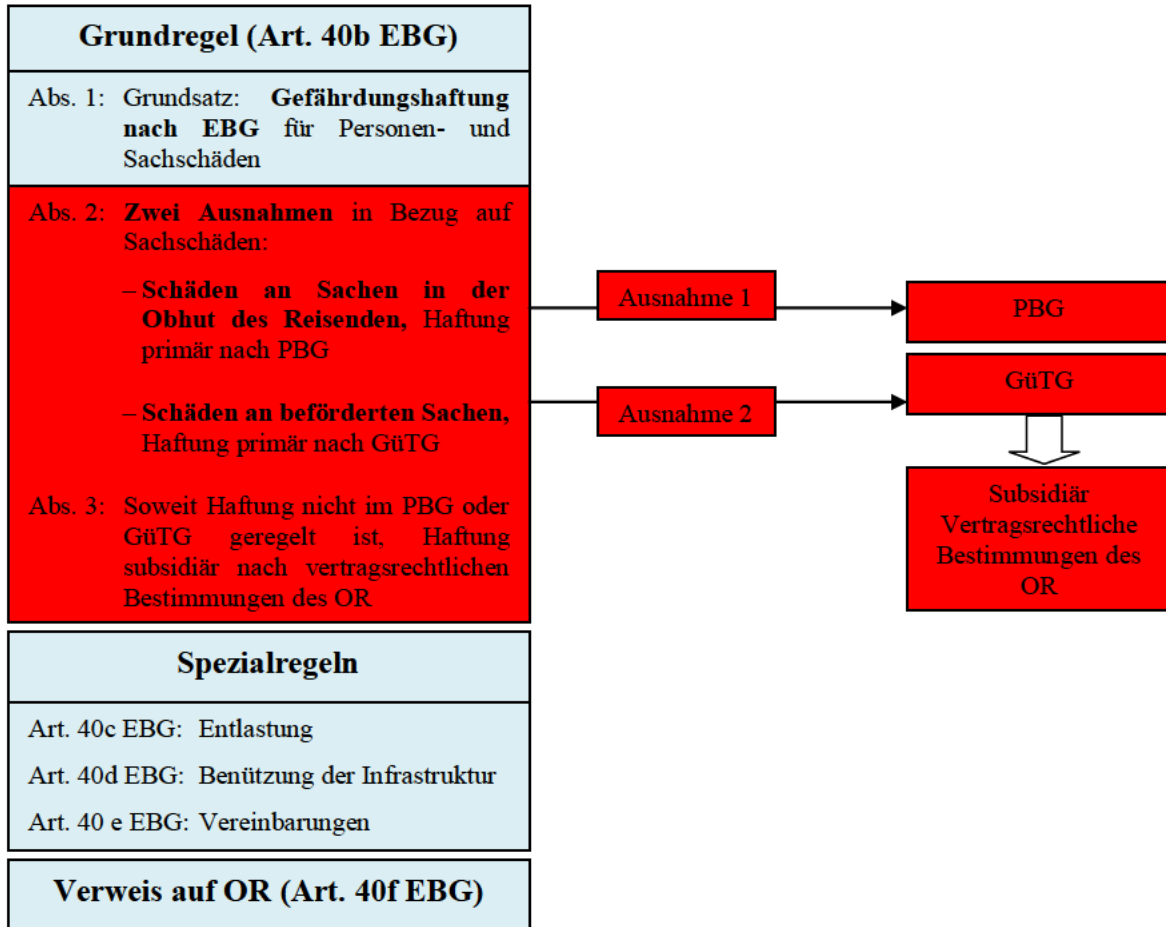 Grundregel (Art. 40b EBG)
Abs. 1: Grundsatz: Gefährdungshaftung
nach EBG für Personen- und
Sachschäden
Abs. 2: Zwei Ausnahmen in Bezug auf
Sachschäden:
– Schäden an Sachen in der
Obhut des Reisenden, Haftung
primär nach PBG
– Schäden an beförderten Sachen,
Haftung primär nach GüTG
Abs. 3: Soweit Haftung nicht im PBG oder
GüTG geregelt ist, Haftung
subsidiär nach vertragsrechtlichen
Bestimmungen des OR
Ausnahme 1
PBG
Ausnahme 2
GüTG
Subsidiär
Vertragsrechtliche
Bestimmungen des
OR
Spezialregeln
Art. 40c EBG: Entlastung
Art. 40d EBG: Benützung der Infrastruktur
Art. 40 e EBG: Vereinbarungen
Verweis auf OR (Art. 40f EBG)